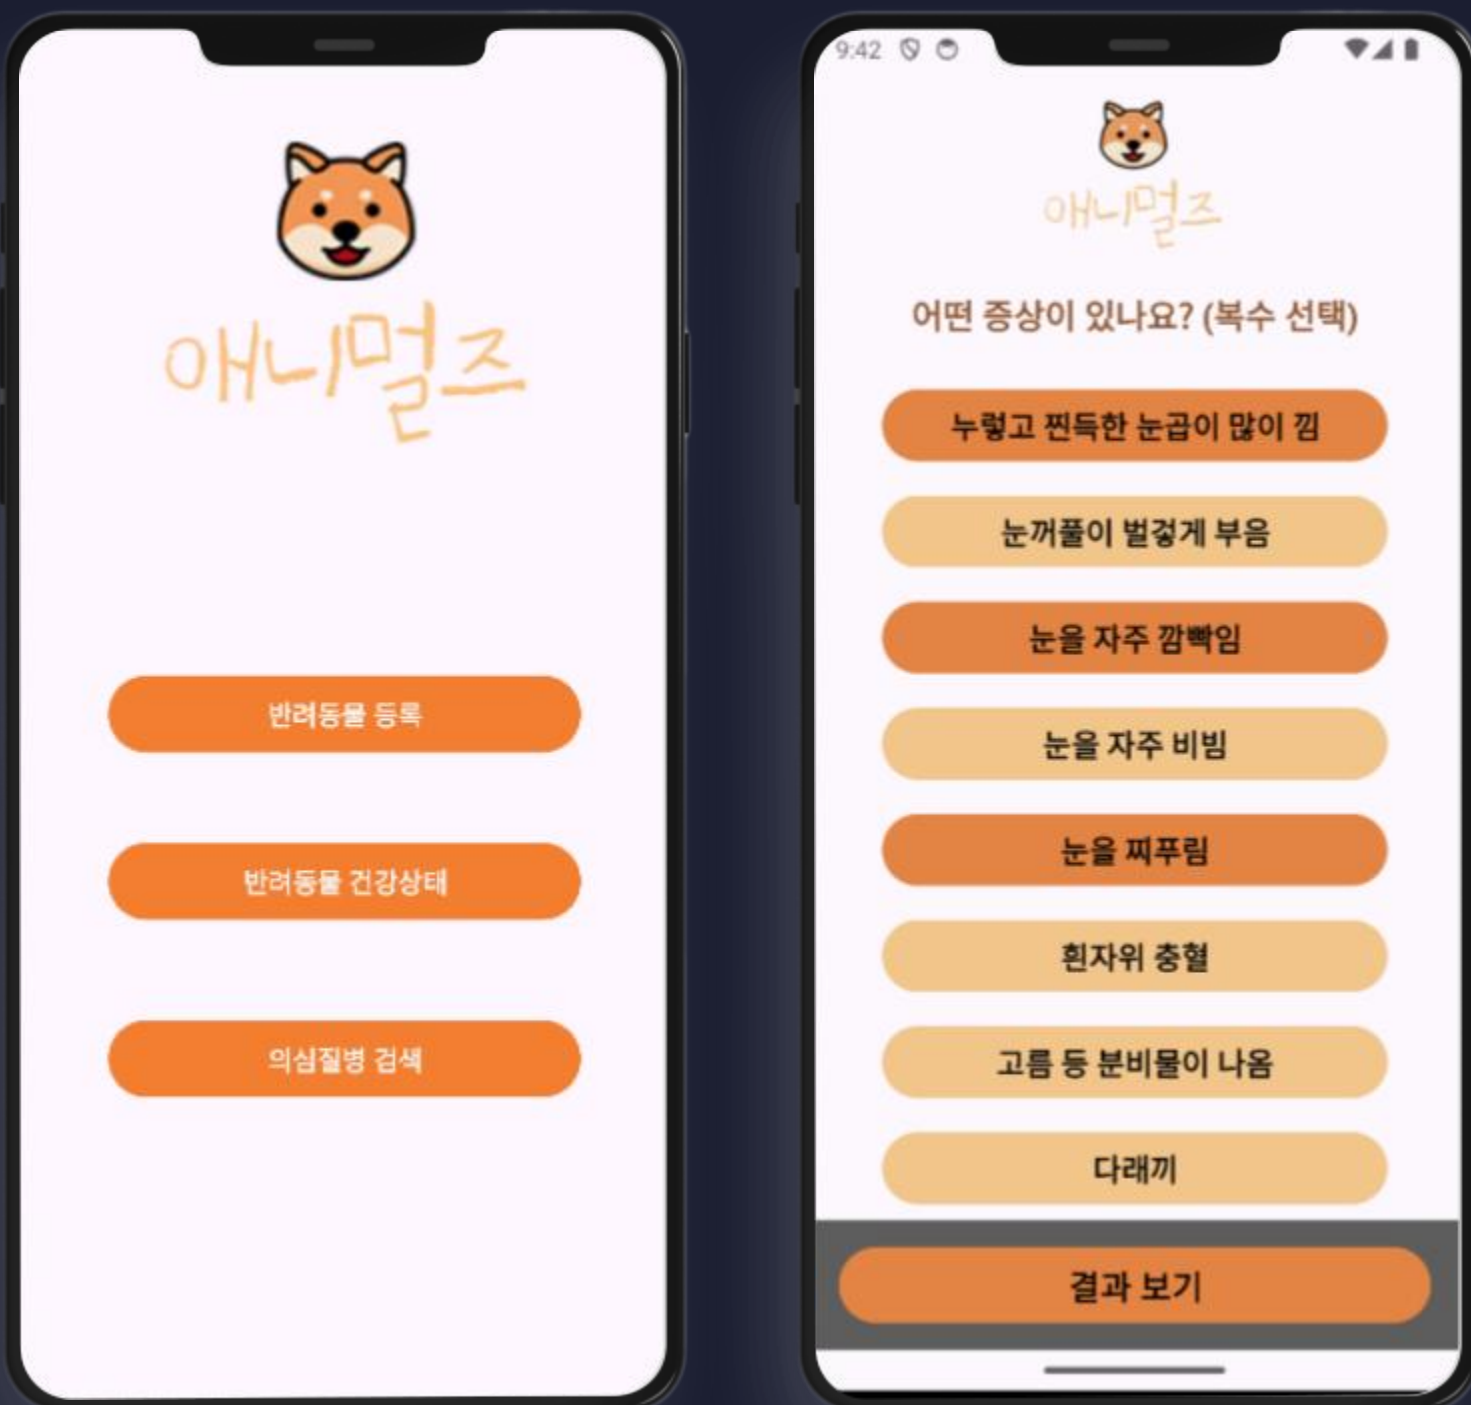 애니멀즈
반려동물 등록
반려동물 건강상태
의심질병 검색
9:42
애니멀즈
어떤 증상이 있나요? (복수 선택)
누렇고 찐득한 눈곱이 많이 낌
눈꺼풀이 벌겋게 부음
눈을 자주 깜빡임
눈을 자주 비빔
눈을 찌푸림
흰자위 충혈
고름 등 분비물이 나옴
다래끼
결과 보기